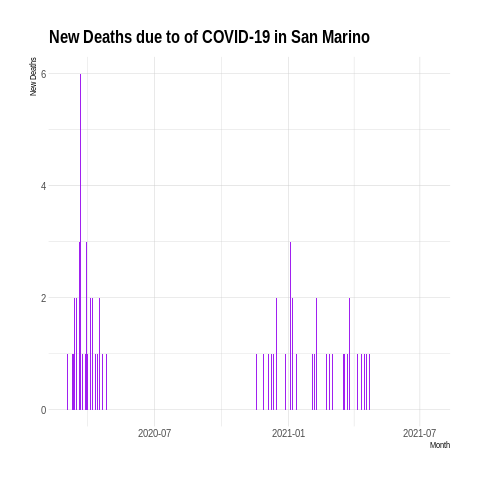 New Deaths due to of COVID-19 in San Marino
New Deaths
6
4
2
0
2020-07
2021-01
2021-07
Month